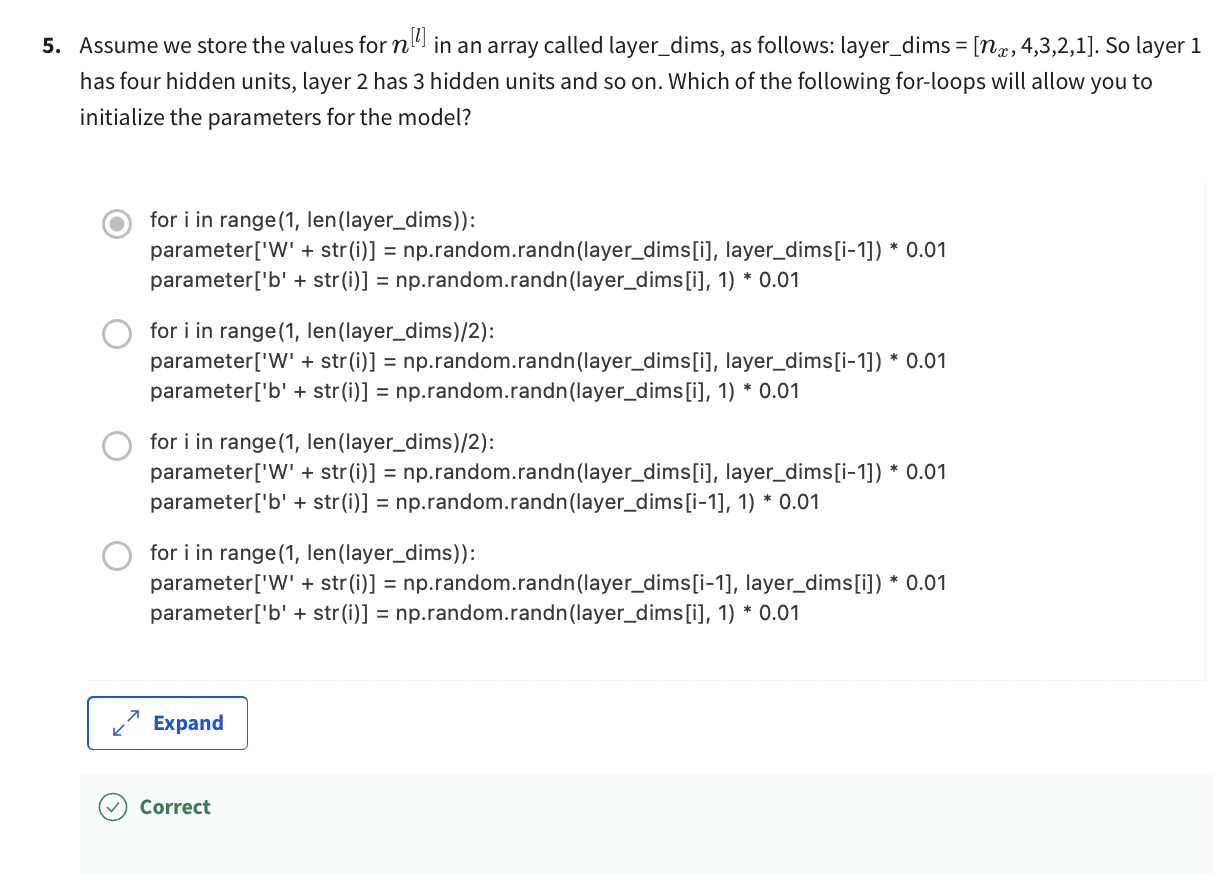 5. Assume we store the values for n^[l] in an array called layer_dims, as follows: layer_dims = [n_x, 4,3,2,1]. So layer 1
has four hidden units, layer 2 has 3 hidden units and so on. Which of the following for-loops will allow you to
initialize the parameters for the model?
for i in range(1, len(layer_dims)):
parameter['W' + str(i)] = np.random.randn(layer_dims[i], layer_dims[i-1]) * 0.01
parameter['b' + str(i)] = np.random.randn(layer_dims[i], 1) * 0.01
for i in range(1, len(layer_dims)/2):
parameter['W' + str(i)] = np.random.randn(layer_dims[i], layer_dims[i-1]) * 0.01
parameter['b' + str(i)] = np.random.randn(layer_dims[i], 1) * 0.01
for i in range(1, len(layer_dims)/2):
parameter['W' + str(i)] = np.random.randn(layer_dims[i], layer_dims[i-1]) * 0.01
parameter['b' + str(i)] = np.random.randn(layer_dims[i-1], 1) * 0.01
for i in range(1, len(layer_dims)):
parameter['W' + str(i)] = np.random.randn(layer_dims[i-1], layer_dims[i]) * 0.01
parameter['b' + str(i)] = np.random.randn(layer_dims[i], 1) * 0.01
Expand
Correct